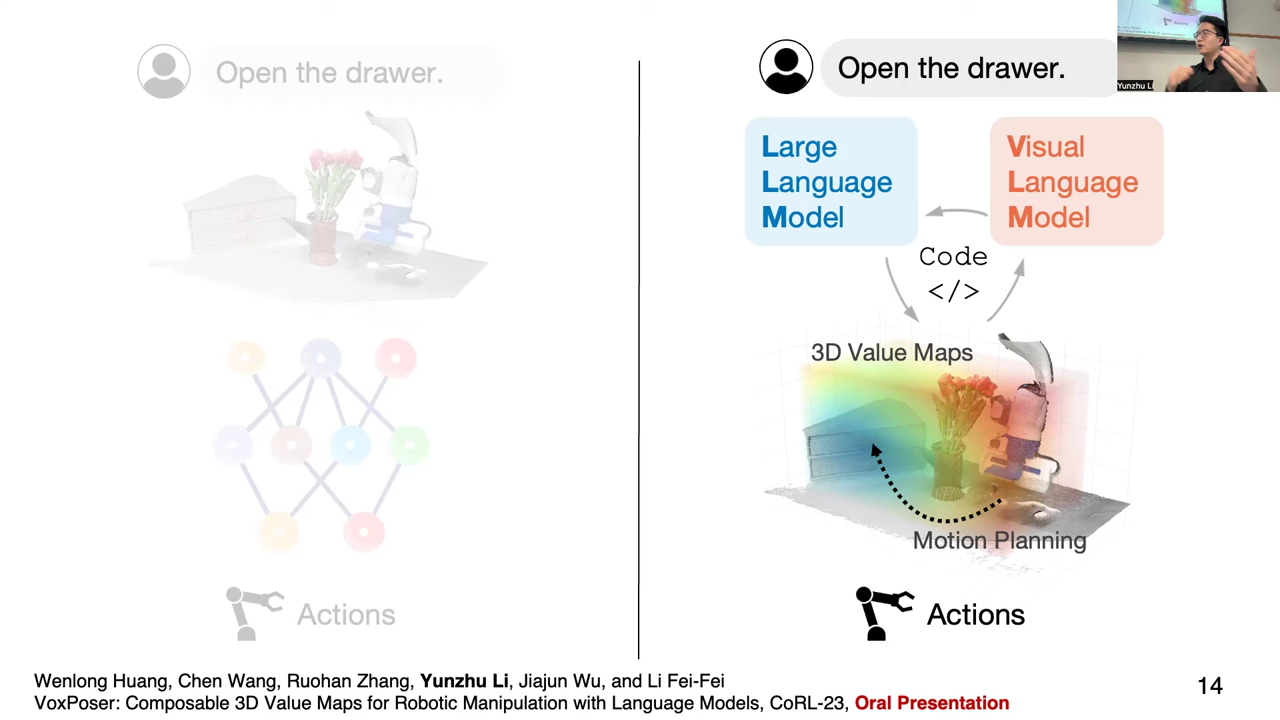 Open the drawer.
Actions
Open the drawer.
Large
Language
Model
Visual
Language
Model
Code
</>
3D Value Maps
Motion Planning
Actions
Yunzhu Li
Wenlong Huang, Chen Wang, Ruohan Zhang, Yunzhu Li, Jiajun Wu, and Li Fei-Fei
VoxPoser: Composable 3D Value Maps for Robotic Manipulation with Language Models, CoRL-23, Oral Presentation
14